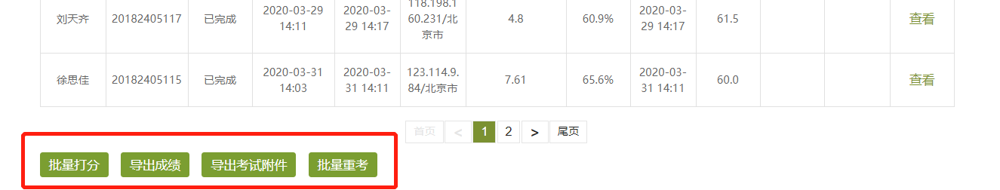 刘天齐 20182405117 已完成 2020-03-29 14:11 2020-03-29 14:17 118.198.160.231/北京市 4.8 60.9% 2020-03-29 14:17 61.5 查看
徐思佳 20182405115 已完成 2020-03-31 14:03 2020-03-31 14:11 123.114.9.84/北京市 7.61 65.6% 2020-03-31 14:11 60.0 查看
首页 < 1 2 > 尾页
批量打分 导出成绩 导出考试附件 批量重考